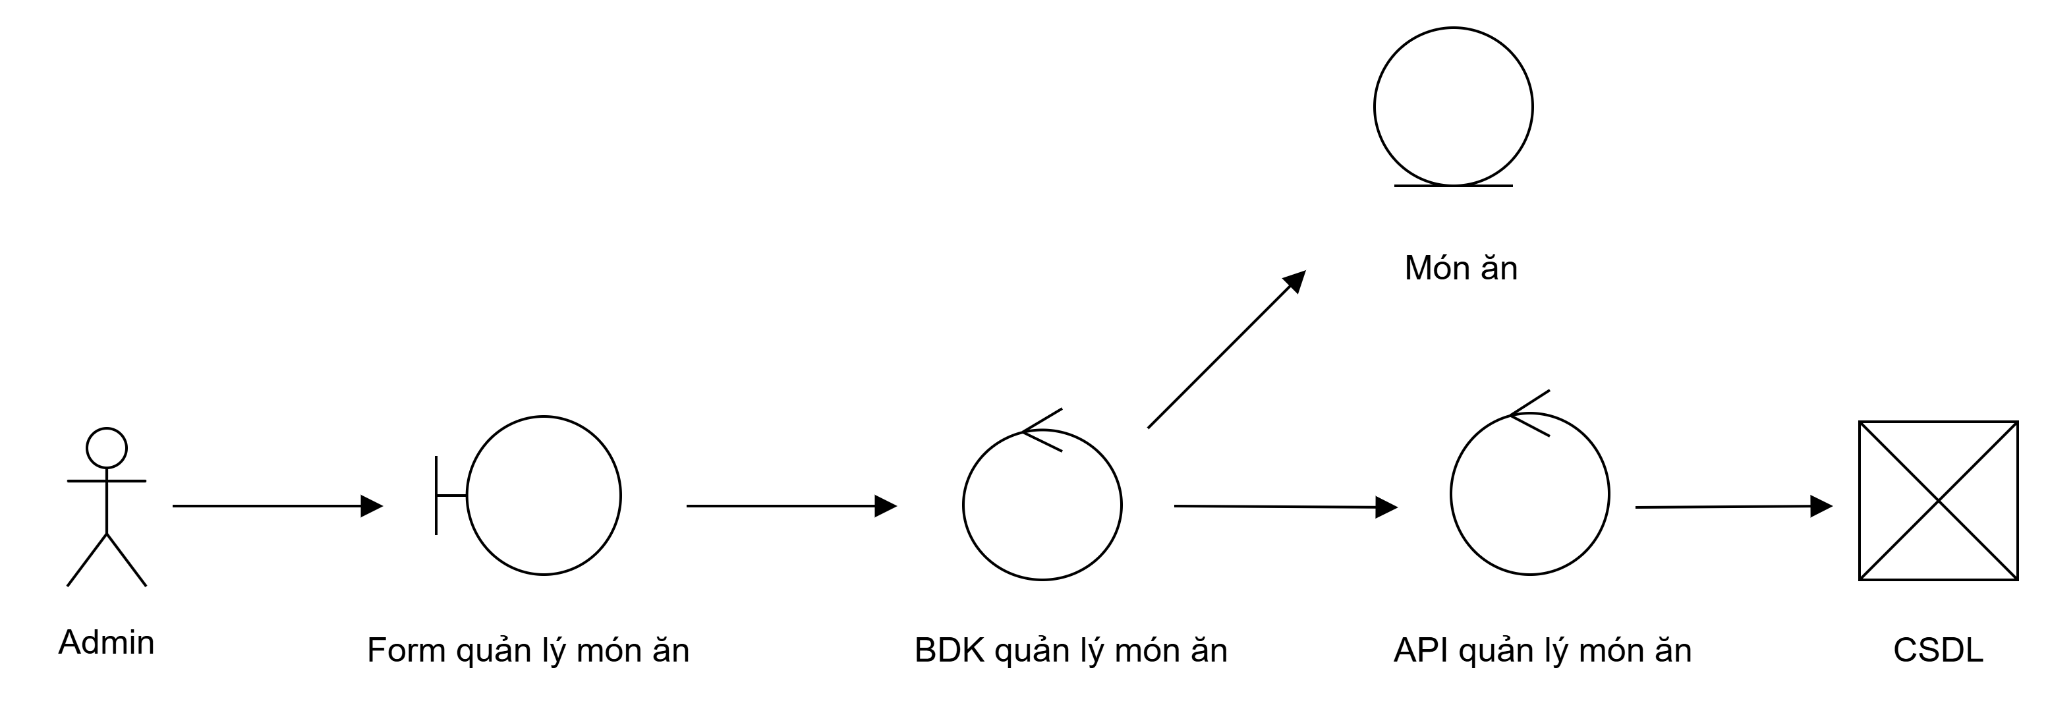 Món ăn
Admin
Form quản lý món ăn
BDK quản lý món ăn
API quản lý món ăn
CSDL